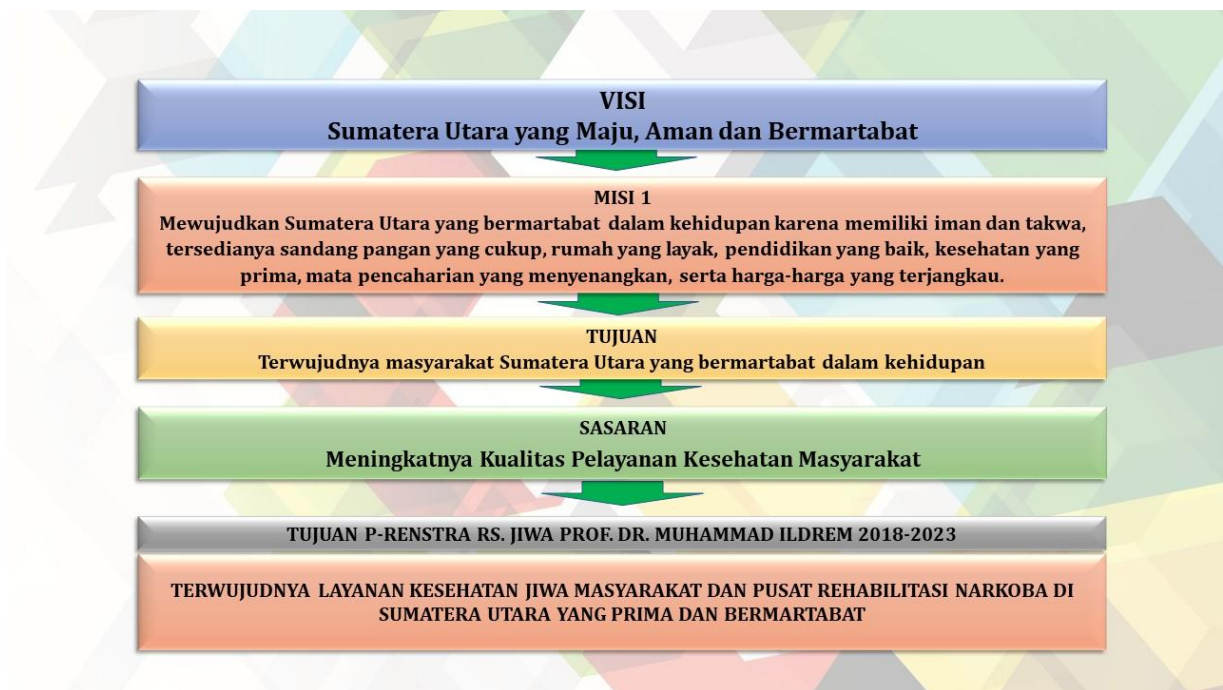 VISI
Sumatera Utara yang Maju, Aman dan Bermartabat
MISI 1
Mewujudkan Sumatera Utara yang bermartabat dalam kehidupan karena memiliki iman dan takwa,
tersedianya sandang pangan yang cukup, rumah yang layak, pendidikan yang baik, kesehatan yang
prima, mata pencaharian yang menyenangkan, serta harga-harga yang terjangkau.
TUJUAN
Terwujudnya masyarakat Sumatera Utara yang bermartabat dalam kehidupan
SASARAN
Meningkatnya Kualitas Pelayanan Kesehatan Masyarakat
TUJUAN P-RENSTRA RS. JIWA PROF. DR. MUHAMMAD ILDREM 2018-2023
TERWUJUDNYA LAYANAN KESEHATAN JIWA MASYARAKAT DAN PUSAT REHABILITASI NARKOBA DI
SUMATERA UTARA YANG PRIMA DAN BERMARTABAT